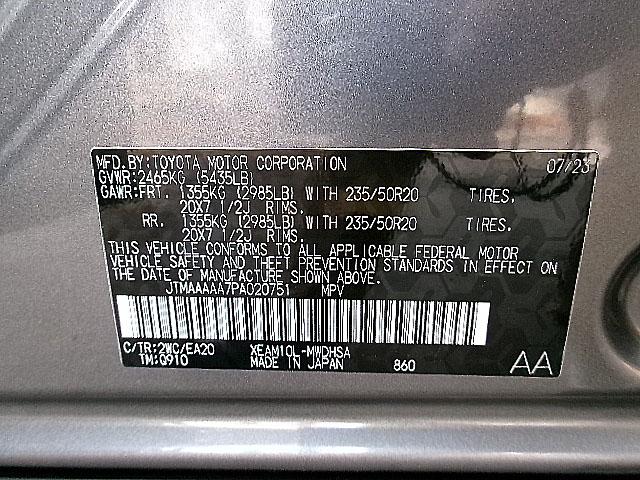 MFD.BY:TOYOTA MOTOR CORPORATION 07/23
GVWR:2465KG (5435LB)
GAWR:FRT. 1355KG (2985LB) WITH 235/50R20 TIRES.
20X7 1/2J RIMS.
RR. 1355KG (2985LB) WITH 235/50R20 TIRES.
20X7 1/2J RIMS.
THIS VEHICLE CONFORMS TO ALL APPLICABLE FEDERAL MOTOR
VEHICLE SAFETY AND THEFT PREVENTION STANDARDS IN EFFECT ON
THE DATE OF MANUFACTURE SHOWN ABOVE.
JTMAAAAA7PA020751 MPV
C/TR:2WC/EA20 XEAM10L-MWDHSA
TM:Q910 MADE IN JAPAN 860 AA